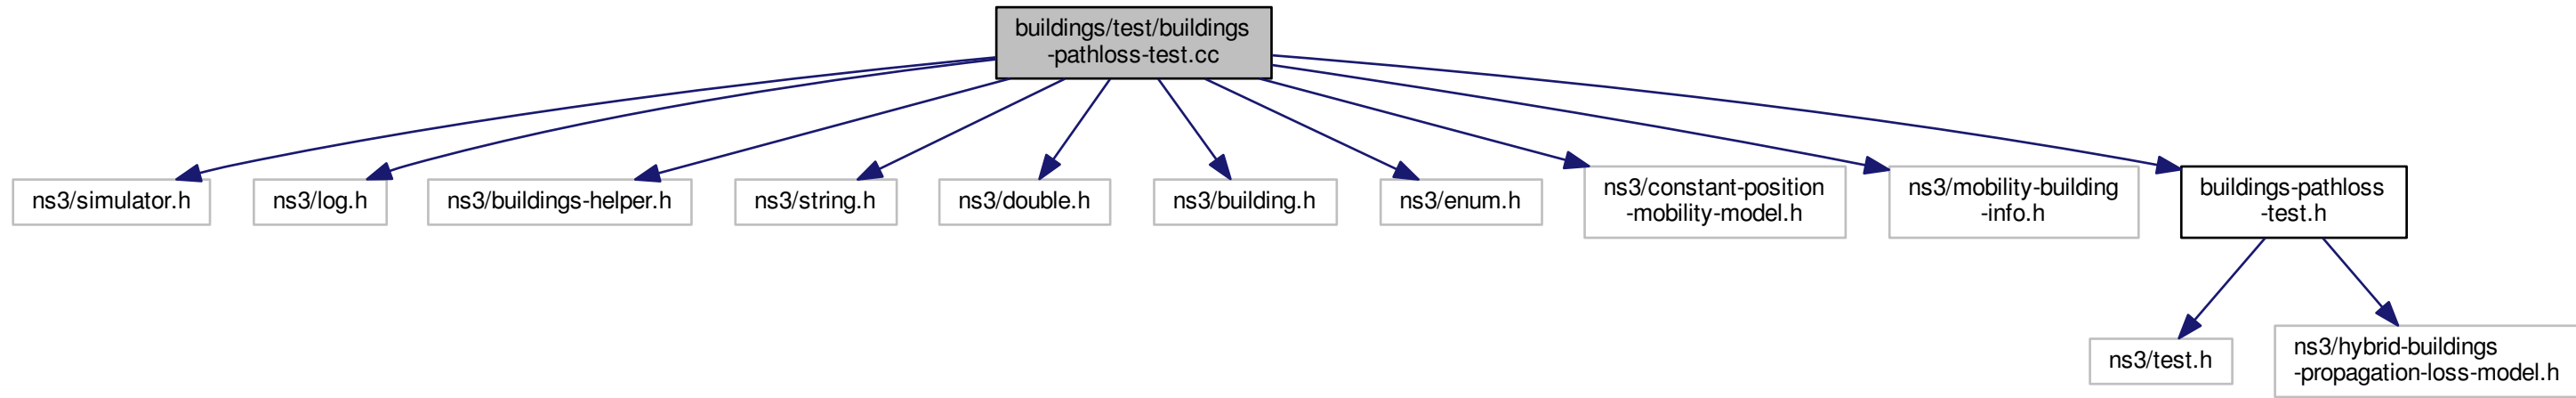 buildings/test/buildings
-pathloss-test.cc
ns3/simulator.h
ns3/log.h
ns3/buildings-helper.h
ns3/string.h
ns3/double.h
ns3/building.h
ns3/enum.h
ns3/constant-position
-mobility-model.h
ns3/mobility-building
-info.h
buildings-pathloss
-test.h
ns3/test.h
ns3/hybrid-buildings
-propagation-loss-model.h